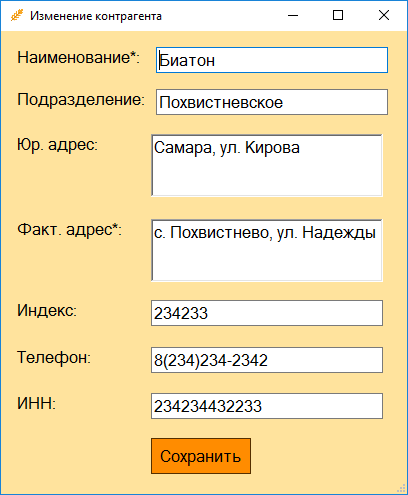 Изменение контрагента
Наименование*: Биатон
Подразделение: Похвистневское
Юр. адрес: Самара, ул. Кирова
Факт. адрес*: с. Похвистнево, ул. Надежды
Индекс: 234233
Телефон: 8(234)234-2342
ИНН: 234234432233
Сохранить